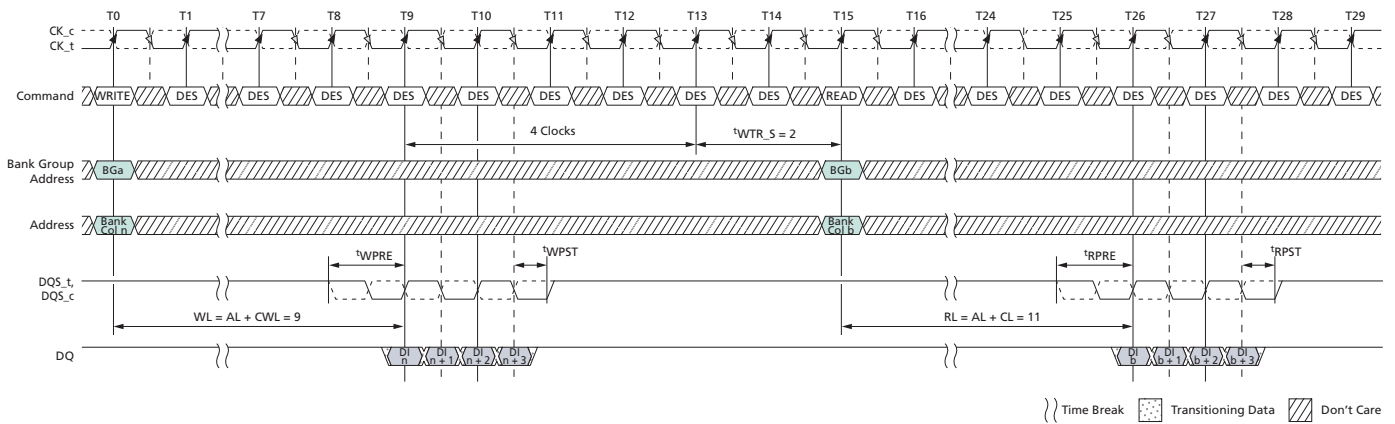 T0 T1 T7 T8 T9 T10 T11 T12 T13 T14 T15 T16 T24 T25 T26 T27 T28 T29
CK_c
CK_t
Command WRITE DES DES DES DES DES DES DES DES DES READ DES DES DES DES DES DES DES
4 Clocks tWTR_S = 2
Bank Group
Address
BGa BGb
Address
Bank
Col n
Bank
Col b
tWPRE tWPST tRPRE tRPST
DQS_t,
DQS_c
WL = AL + CWL = 9 RL = AL + CL = 11
DQ
DI
n
DI
n + 1
DI
n + 2
DI
n + 3
DI
b
DI
b + 1
DI
b + 2
DI
b + 3
Time Break Transitioning Data Don't Care